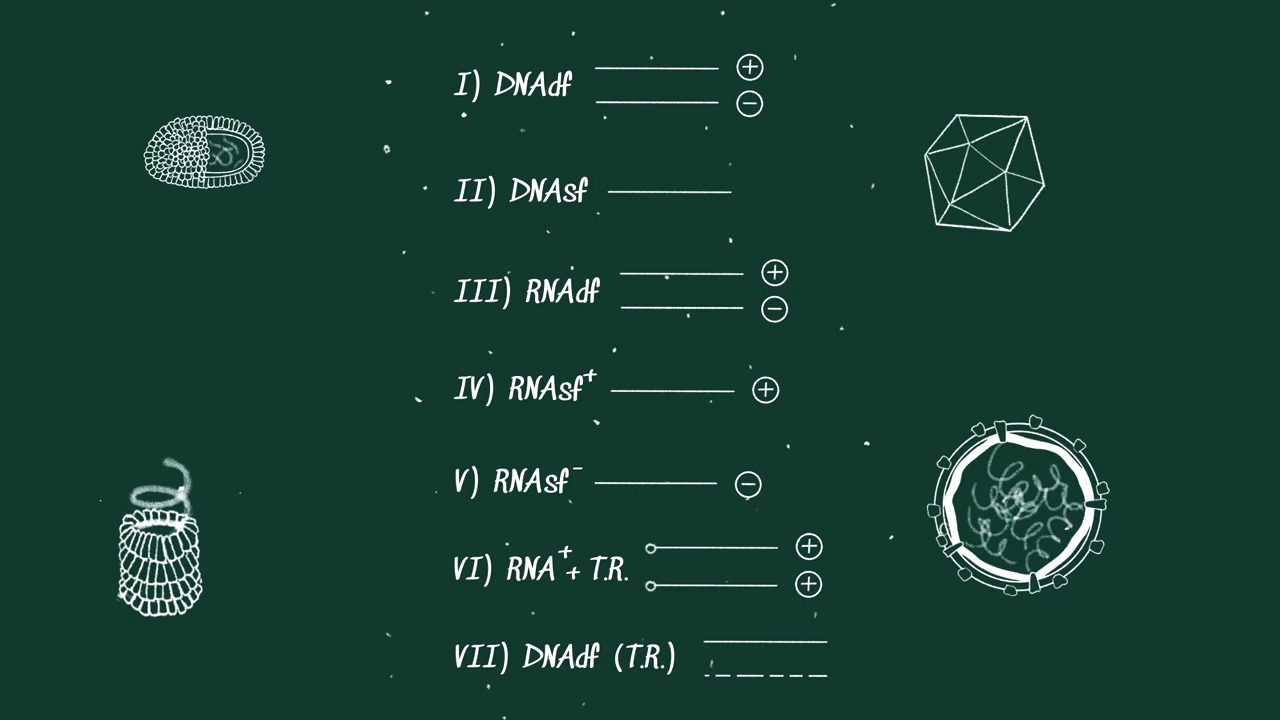 I) DNAdf ⊕ ⊖
II) DNAsf
III) RNAdf ⊕ ⊖
IV) RNAsf⁺ ⊕
V) RNAsf⁻ ⊖
VI) RNA⁺ + T.R. ⊕ ⊕
VII) DNAdf (T.R.)